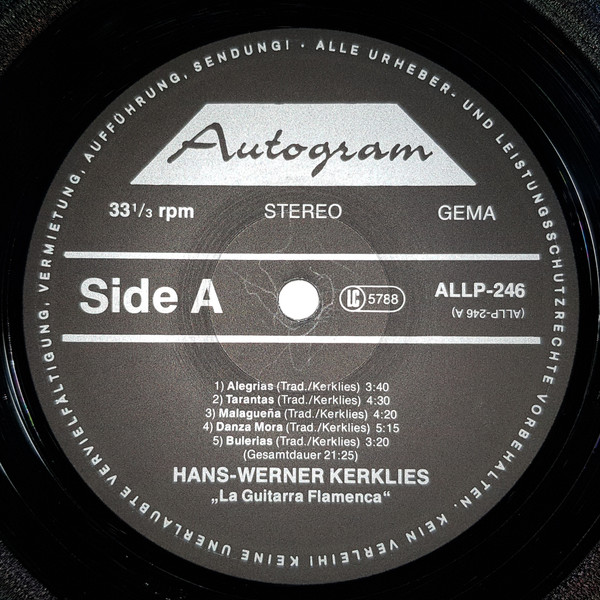 ALLE URHEBER- UND LEISTUNGSSCHUTZRECHTE VORBEHALTEN. KEIN VERLEIH! KEINE UNERLAUBTE VERVIELFÄLTIGUNG, VERMIETUNG, AUFFÜHRUNG, SENDUNG! ·
Autogram
33 1/3 rpm STEREO GEMA
Side A LC 5788 ALLP-246
(ALLP-246 A)
1) Alegrias (Trad./Kerklies) 3:40
2) Tarantas (Trad./Kerklies) 4:30
3) Malagueña (Trad./Kerklies) 4:20
4) Danza Mora (Trad./Kerklies) 5:15
5) Bulerias (Trad./Kerklies) 3:20
(Gesamtdauer 21:25)
HANS-WERNER KERKLIES
„La Guitarra Flamenca“